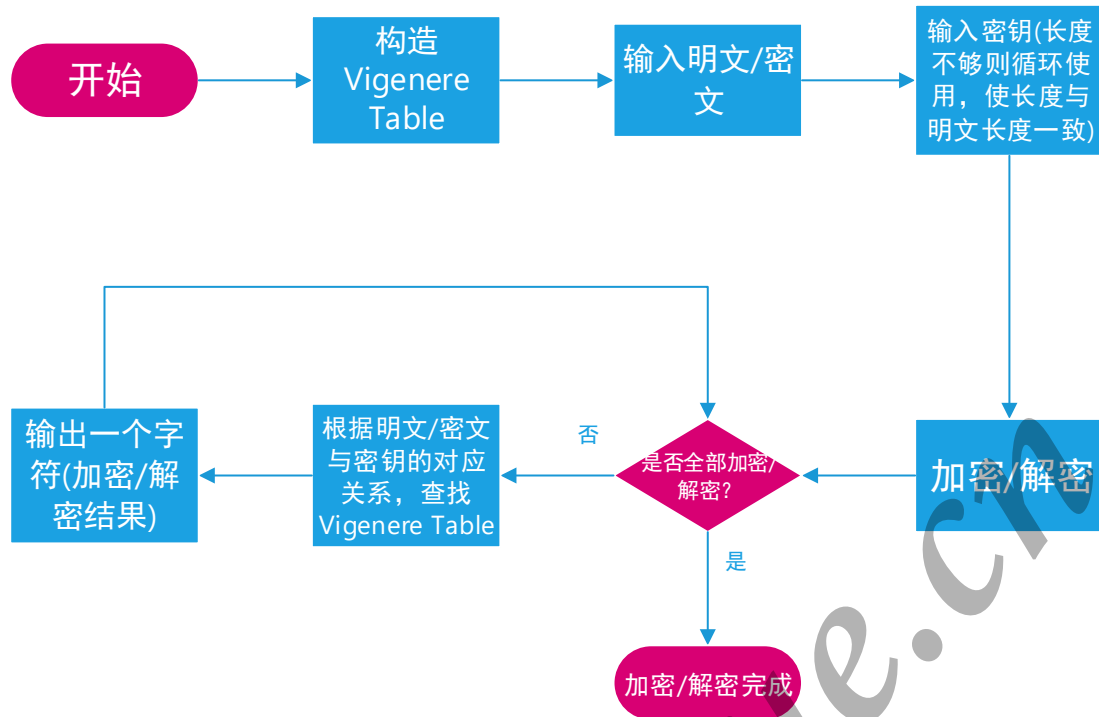 开始
构造
Vigenere
Table
输入明文/密
文
输入密钥(长度
不够则循环使
用，使长度与
明文长度一致)
输出一个字
符(加密/解
密结果)
根据明文/密文
与密钥的对应
关系，查找
Vigenere Table
否
是否全部加密/
解密?
加密/解密
是
加密/解密完成
e.cn